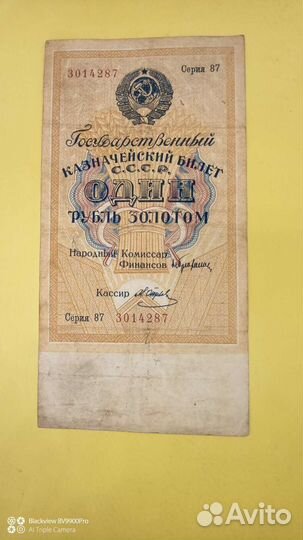 3014287 Серия 87
Государственный
КАЗНАЧЕЙСКИЙ БИЛЕТ
С.С.С.Р.
ОДИН
РУБЛЬ ЗОЛОТОМ
Народный Комиссар
Финансов
Кассир
Серия 87 3014287
Blackview BV9900Pro
AI Triple Camera
Avito